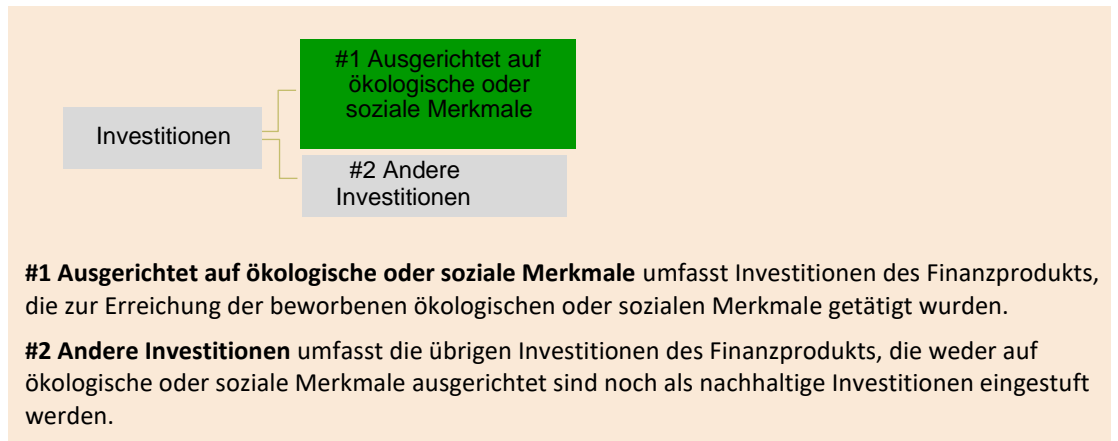 #1 Ausgerichtet auf
ökologische oder
soziale Merkmale
Investitionen
#2 Andere
Investitionen
#1 Ausgerichtet auf ökologische oder soziale Merkmale umfasst Investitionen des Finanzprodukts,
die zur Erreichung der beworbenen ökologischen oder sozialen Merkmale getätigt wurden.
#2 Andere Investitionen umfasst die übrigen Investitionen des Finanzprodukts, die weder auf
ökologische oder soziale Merkmale ausgerichtet sind noch als nachhaltige Investitionen eingestuft
werden.